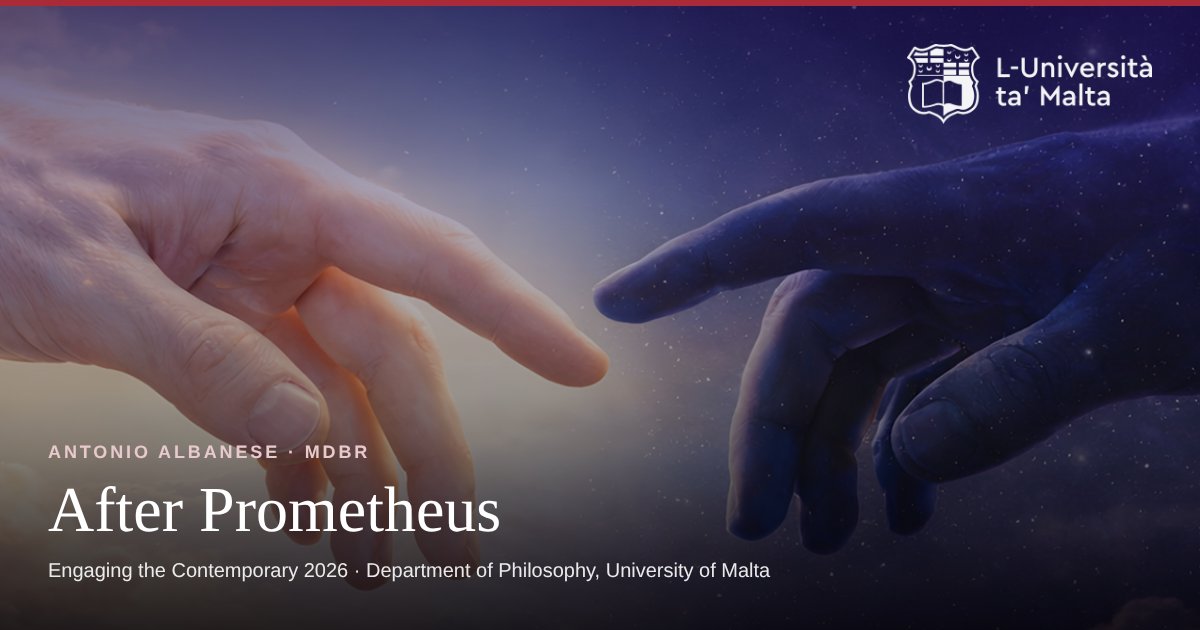 L-Università
ta' Malta
ANTONIO ALBANESE · MDBR
After Prometheus
Engaging the Contemporary 2026 · Department of Philosophy, University of Malta